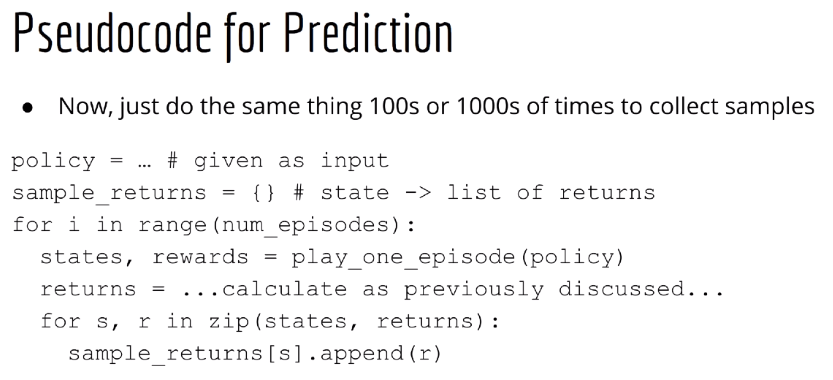 Pseudocode for Prediction
● Now, just do the same thing 100s or 1000s of times to collect samples
policy = … # given as input
sample_returns = {} # state -> list of returns
for i in range(num_episodes):
  states, rewards = play_one_episode(policy)
  returns = ...calculate as previously discussed...
  for s, r in zip(states, returns):
    sample_returns[s].append(r)